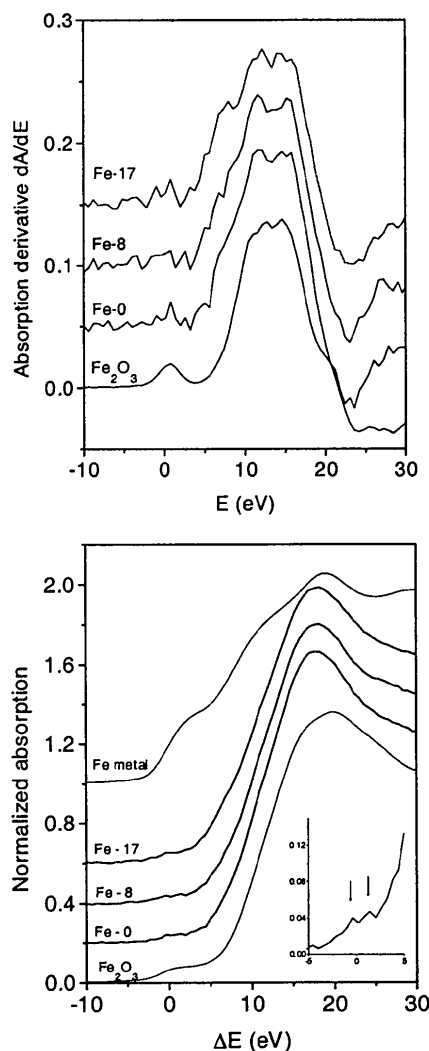 Absorption derivative dA/dE
0.3
0.2
0.1
0.0
Fe-17
Fe-8
Fe-0
Fe₂O₃
-10
0
10
20
30
E (eV)
Normalized absorption
2.0
1.6
1.2
0.8
0.4
0.0
Fe metal
Fe - 17
Fe - 8
Fe - 0
Fe₂O₃
0.12
0.08
0.04
0.00
-5
0
5
-10
0
10
20
30
ΔE (eV)